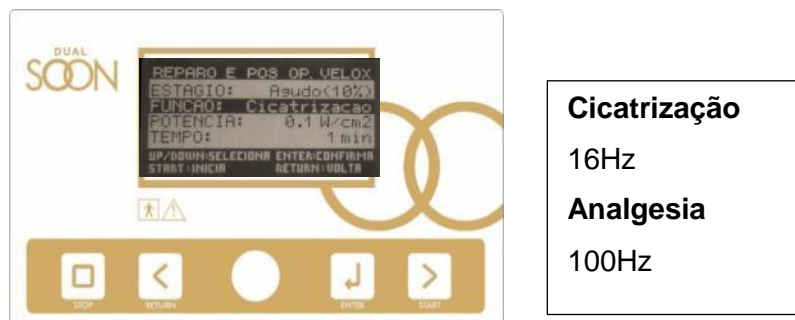 DUAL
SOON
REPARO E POS OP. VELOX
ESTAGIO: Agudo(10%)
FUNCAO: Cicatrizacao
POTENCIA: 0.1 W/cm2
TEMPO: 1 min
UP/DOWN:SELECIONA ENTER:CONFIRMA
START:INICIA RETURN:VOLTA
STOP
RETURN
ENTER
START
Cicatrização
16Hz
Analgesia
100Hz